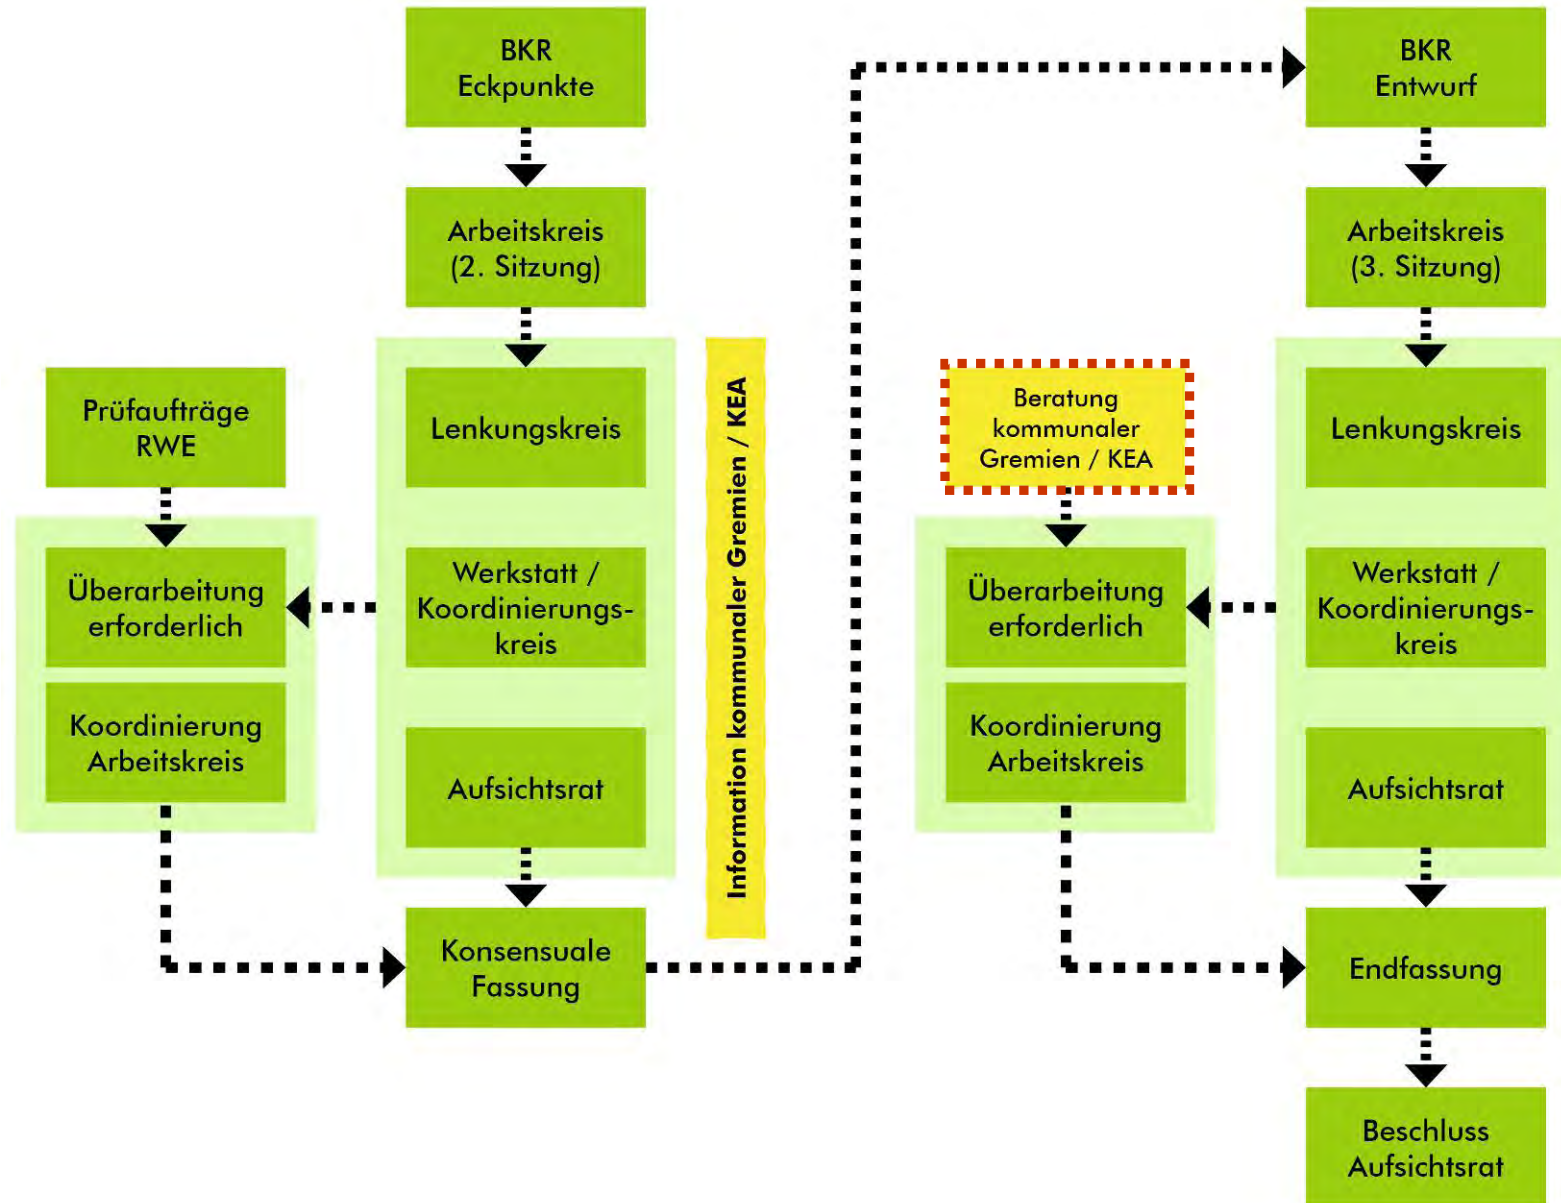 BKR
Eckpunkte
Arbeitskreis
(2. Sitzung)
Prüfaufträge
RWE
Lenkungskreis
Überarbeitung
erforderlich
Werkstatt /
Koordinierungs-
kreis
Koordinierung
Arbeitskreis
Aufsichtsrat
Konsensuale
Fassung
Information kommunaler Gremien / KEA
BKR
Entwurf
Arbeitskreis
(3. Sitzung)
Beratung
kommunaler
Gremien / KEA
Lenkungskreis
Überarbeitung
erforderlich
Werkstatt /
Koordinierungs-
kreis
Koordinierung
Arbeitskreis
Aufsichtsrat
Endfassung
Beschluss
Aufsichtsrat